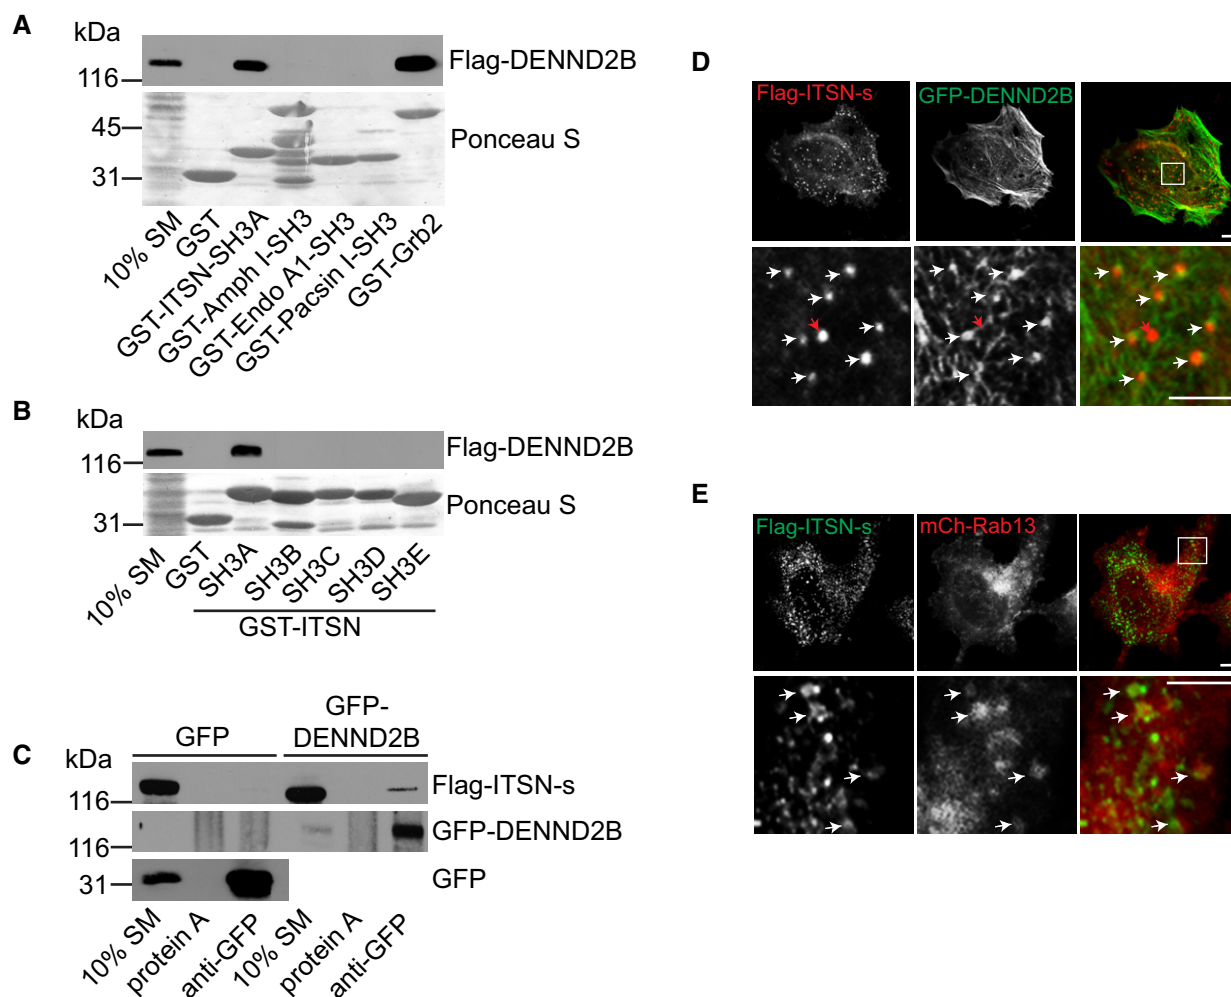 A
kDa
116
Flag-DENND2B
45
31
Ponceau S
10% SM
GST
GST-ITSN-SH3A
GST-Amph I-SH3
GST-Endo A1-SH3
GST-Pacsin I-SH3
GST-Grb2
B
kDa
116
Flag-DENND2B
31
Ponceau S
10% SM
GST
SH3A
SH3B
SH3C
SH3D
SH3E
GST-ITSN
C
kDa
GFP
GFP-
DENND2B
116
Flag-ITSN-s
116
GFP-DENND2B
31
GFP
10% SM
protein A
anti-GFP
10% SM
protein A
anti-GFP
D
Flag-ITSN-s
GFP-DENND2B
E
Flag-ITSN-s
mCh-Rab13